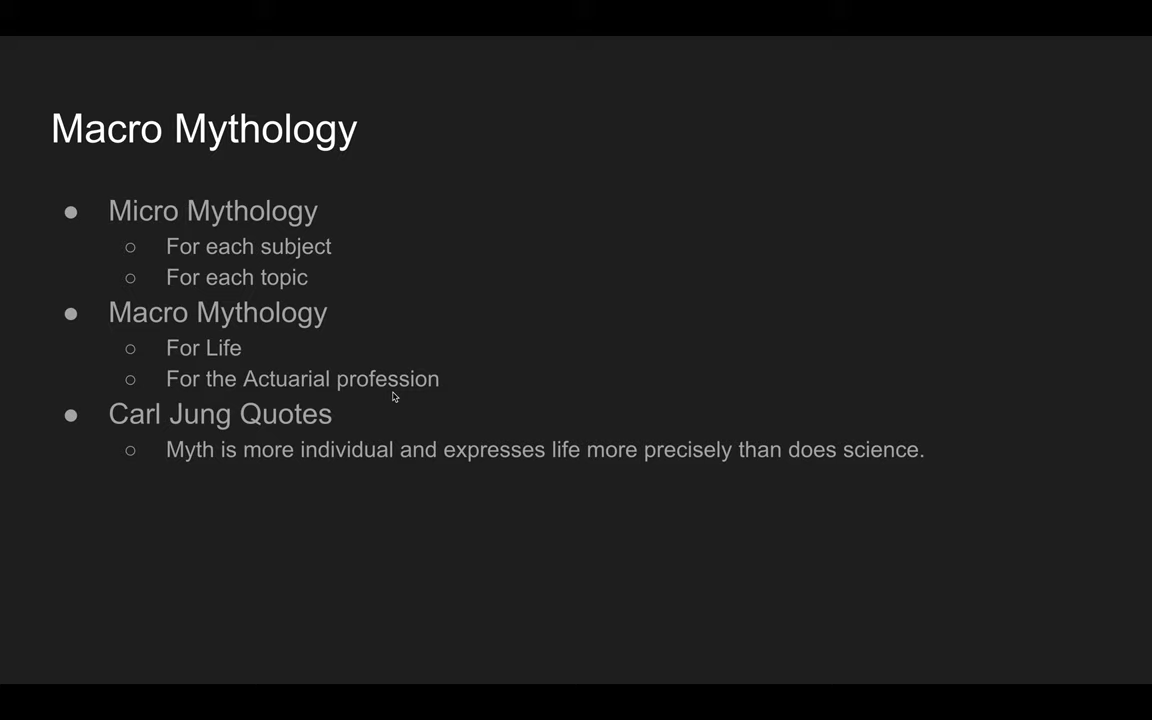 Macro Mythology
● Micro Mythology
○ For each subject
○ For each topic
● Macro Mythology
○ For Life
○ For the Actuarial profession
● Carl Jung Quotes
○ Myth is more individual and expresses life more precisely than does science.